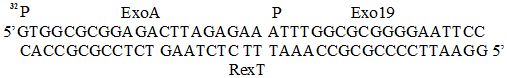 ³²P ExoA P Exo19
5'GTGGCGCGGAGACTTAGAGAA ATTTGGCGCGGGGAATTCC
CACCGCGCCTCT GAATCTC TT TAAACCGCGCCCCTTAAGG 5'
RexT